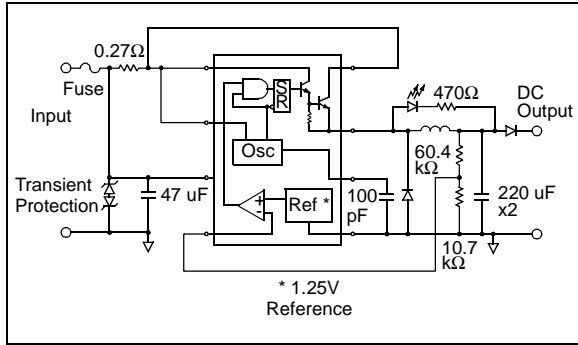 0.27Ω
Fuse
Input
Transient
Protection
47 uF
S
R
Osc
+
-
Ref *
100
pF
470Ω
DC
Output
60.4
kΩ
220 uF
x2
10.7
kΩ
* 1.25V
Reference